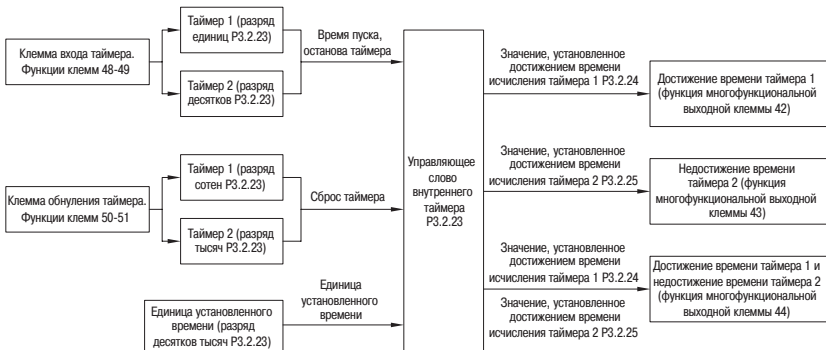 Клемма входа таймера.
Функции клемм 48-49
Таймер 1 (разряд
единиц P3.2.23)
Таймер 2 (разряд
десятков P3.2.23)
Время пуска,
останова таймера
Клемма обнуления таймера.
Функции клемм 50-51
Таймер 1 (разряд
сотен P3.2.23)
Таймер 2 (разряд
тысяч P3.2.23)
Сброс таймера
Единица установленного
времени (разряд
десятков тысяч P3.2.23)
Единица
установленного
времени
Управляющее
слово
внутреннего
таймера
P3.2.23
Значение, установленное
достижением времени
исчисления таймера 1 P3.2.24
Достижение времени таймера 1
(функция многофункциональной
выходной клеммы 42)
Значение, установленное
достижением времени
исчисления таймера 2 P3.2.25
Недостижение времени
таймера 2 (функция
многофункциональной выходной
клеммы 43)
Значение, установленное
достижением времени
исчисления таймера 1 P3.2.24
Значение, установленное
достижением времени
исчисления таймера 2 P3.2.25
Достижение времени таймера 1 и
недостижение времени таймера 2
(функция многофункциональной
выходной клеммы 44)